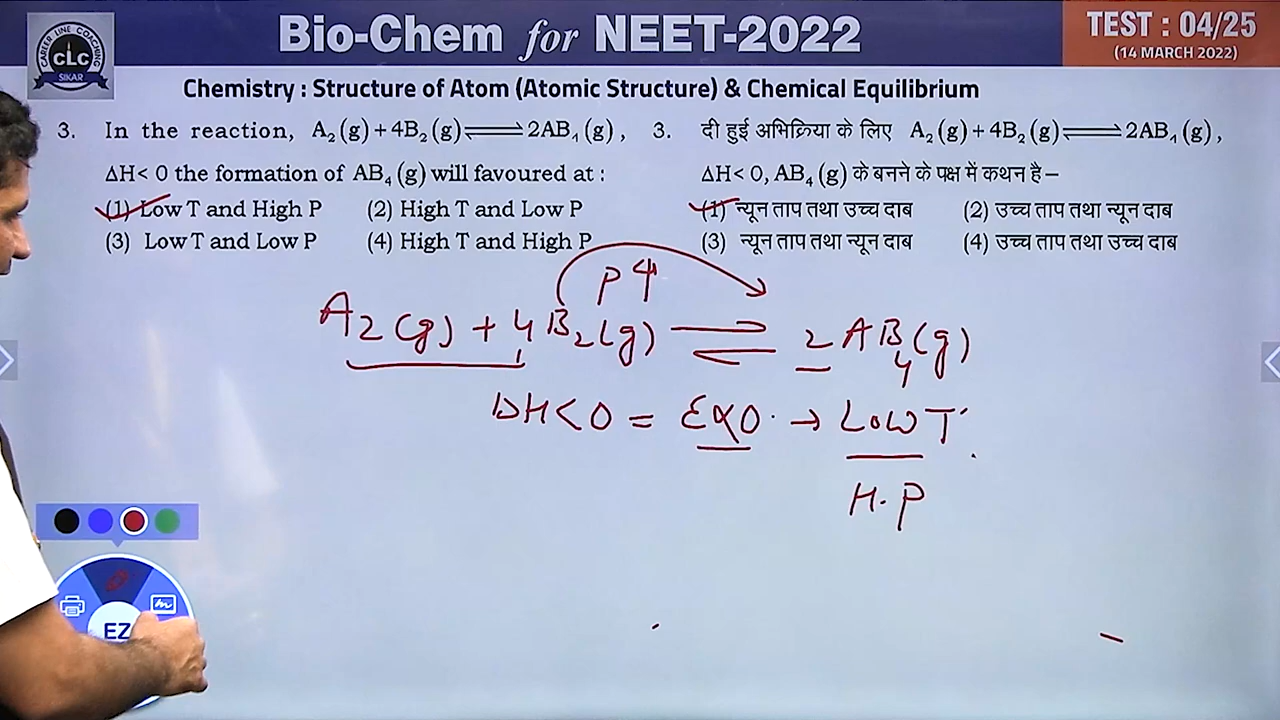 CAREER LINE COACHING
CLC
SIKAR
Bio-Chem for NEET-2022
TEST : 04/25
(14 MARCH 2022)
Chemistry : Structure of Atom (Atomic Structure) & Chemical Equilibrium
3. In the reaction, A₂(g)+4B₂(g)⇌2AB₄(g),
ΔH< 0 the formation of AB₄(g) will favoured at :
(1) Low T and High P (2) High T and Low P
(3) Low T and Low P (4) High T and High P
3. दी हुई अभिक्रिया के लिए A₂(g)+4B₂(g)⇌2AB₄(g),
ΔH< 0, AB₄(g) के बनने के पक्ष में कथन है–
(1) न्यून ताप तथा उच्च दाब (2) उच्च ताप तथा न्यून दाब
(3) न्यून ताप तथा न्यून दाब (4) उच्च ताप तथा उच्च दाब
P↑
A₂(g) + 4B₂(g) ⇌ 2AB₄(g)
ΔH<0 = EXO. → LOW T.
H.P
EZ